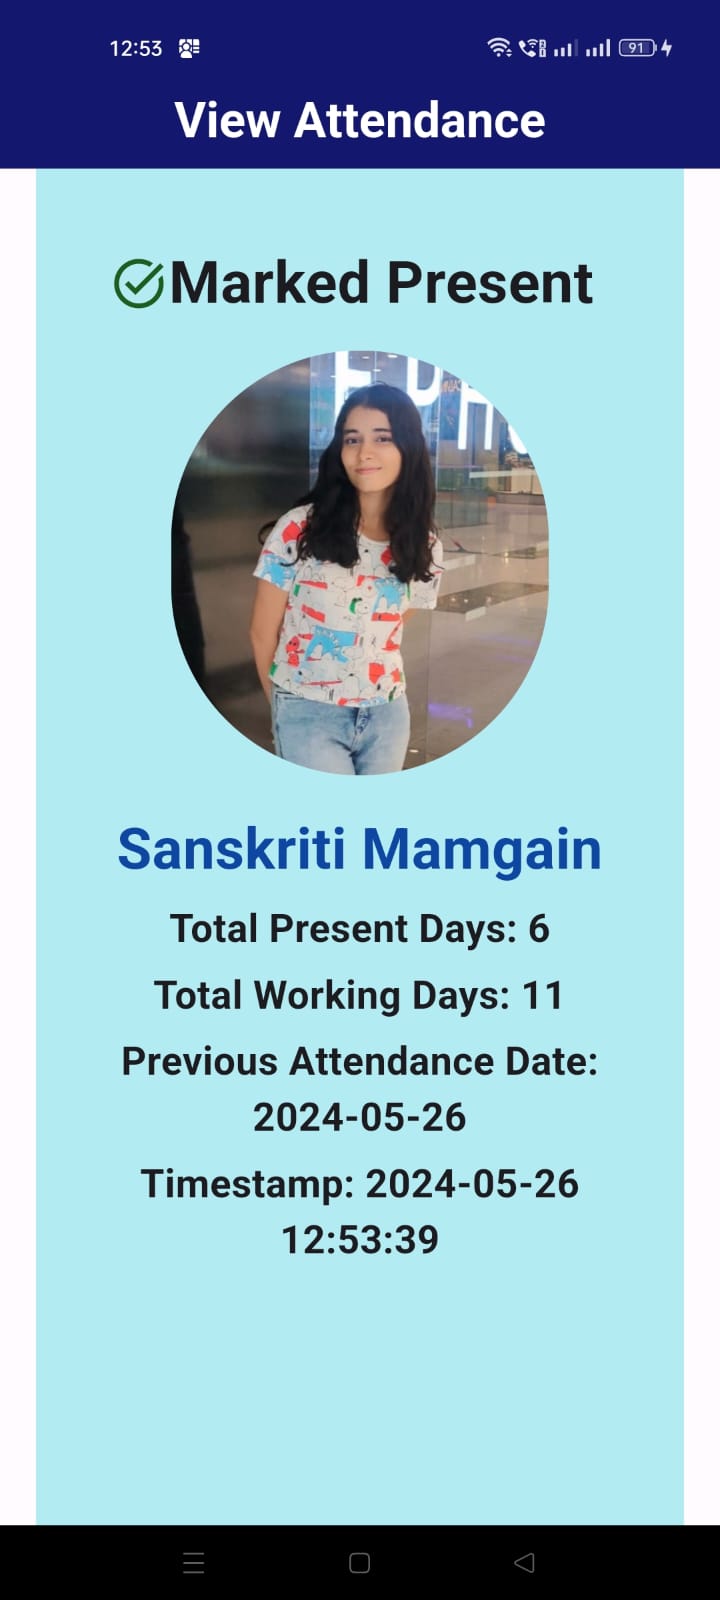 12:53
91
View Attendance
Marked Present
Sanskriti Mamgain
Total Present Days: 6
Total Working Days: 11
Previous Attendance Date:
2024-05-26
Timestamp: 2024-05-26
12:53:39